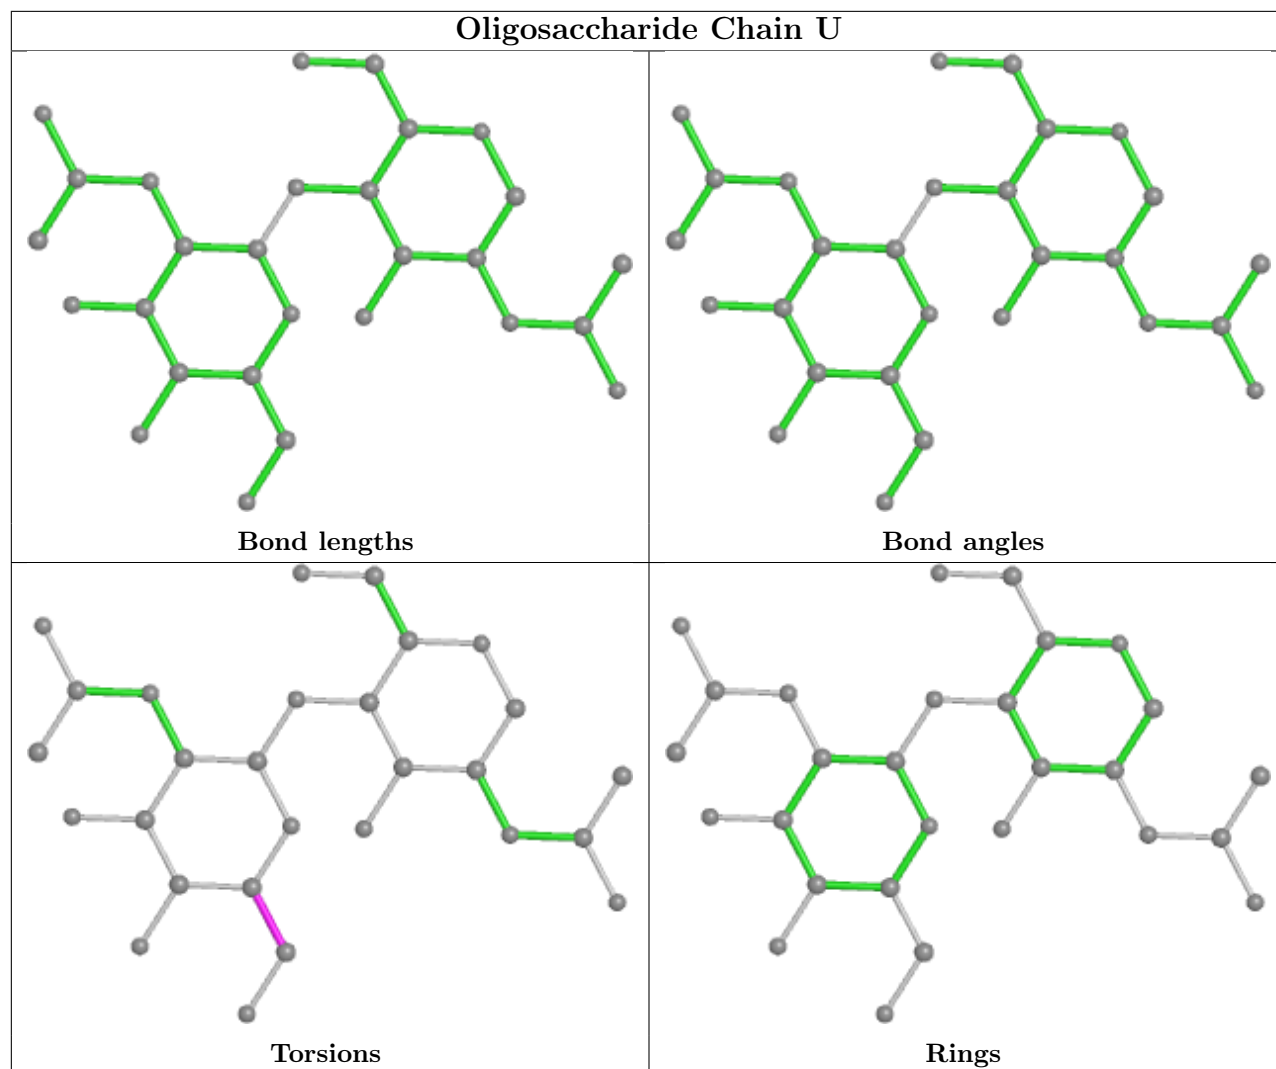 Oligosaccharide Chain U
Bond lengths
Bond angles
Torsions
Rings